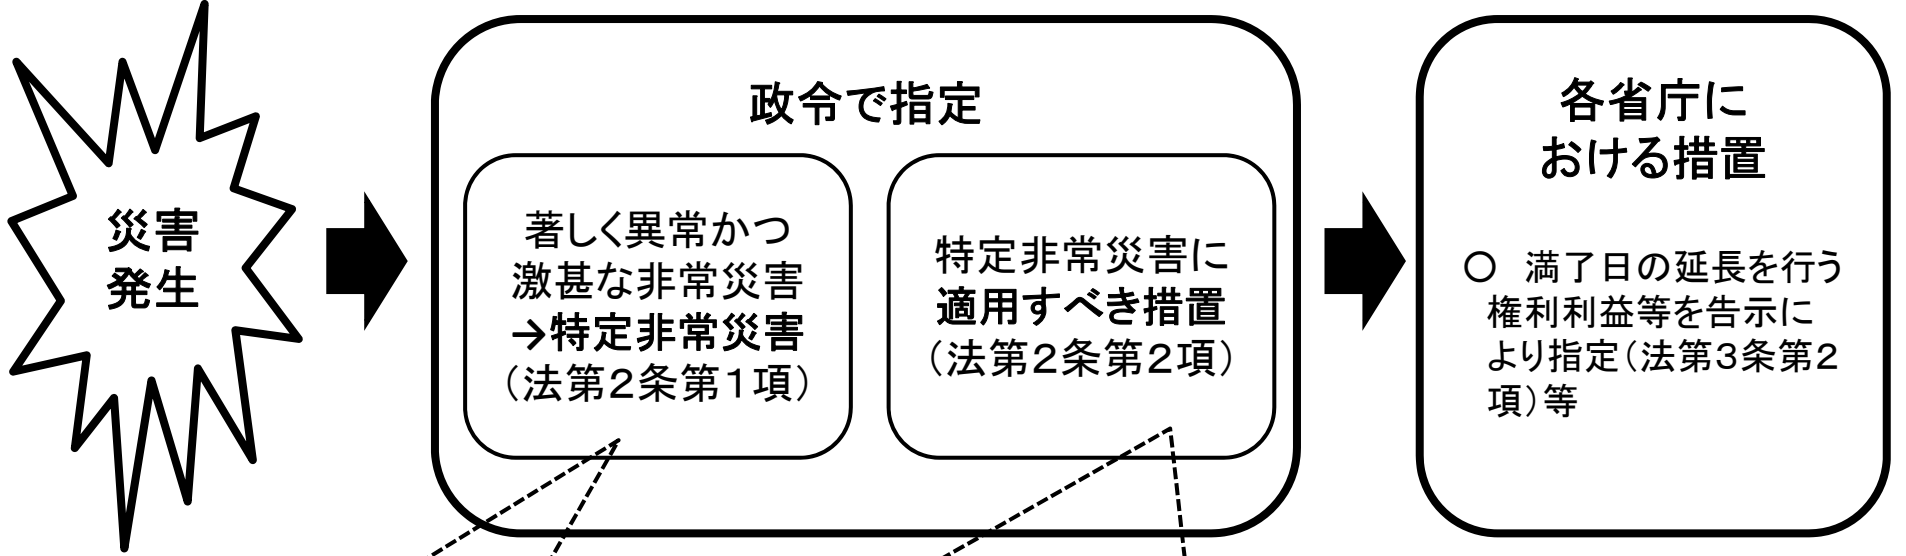 災害
発生
政令で指定
著しく異常かつ
激甚な非常災害
→特定非常災害
(法第2条第1項)
特定非常災害に
適用すべき措置
(法第2条第2項)
各省庁に
おける措置
○ 満了日の延長を行う
権利利益等を告示に
より指定(法第3条第2
項)等